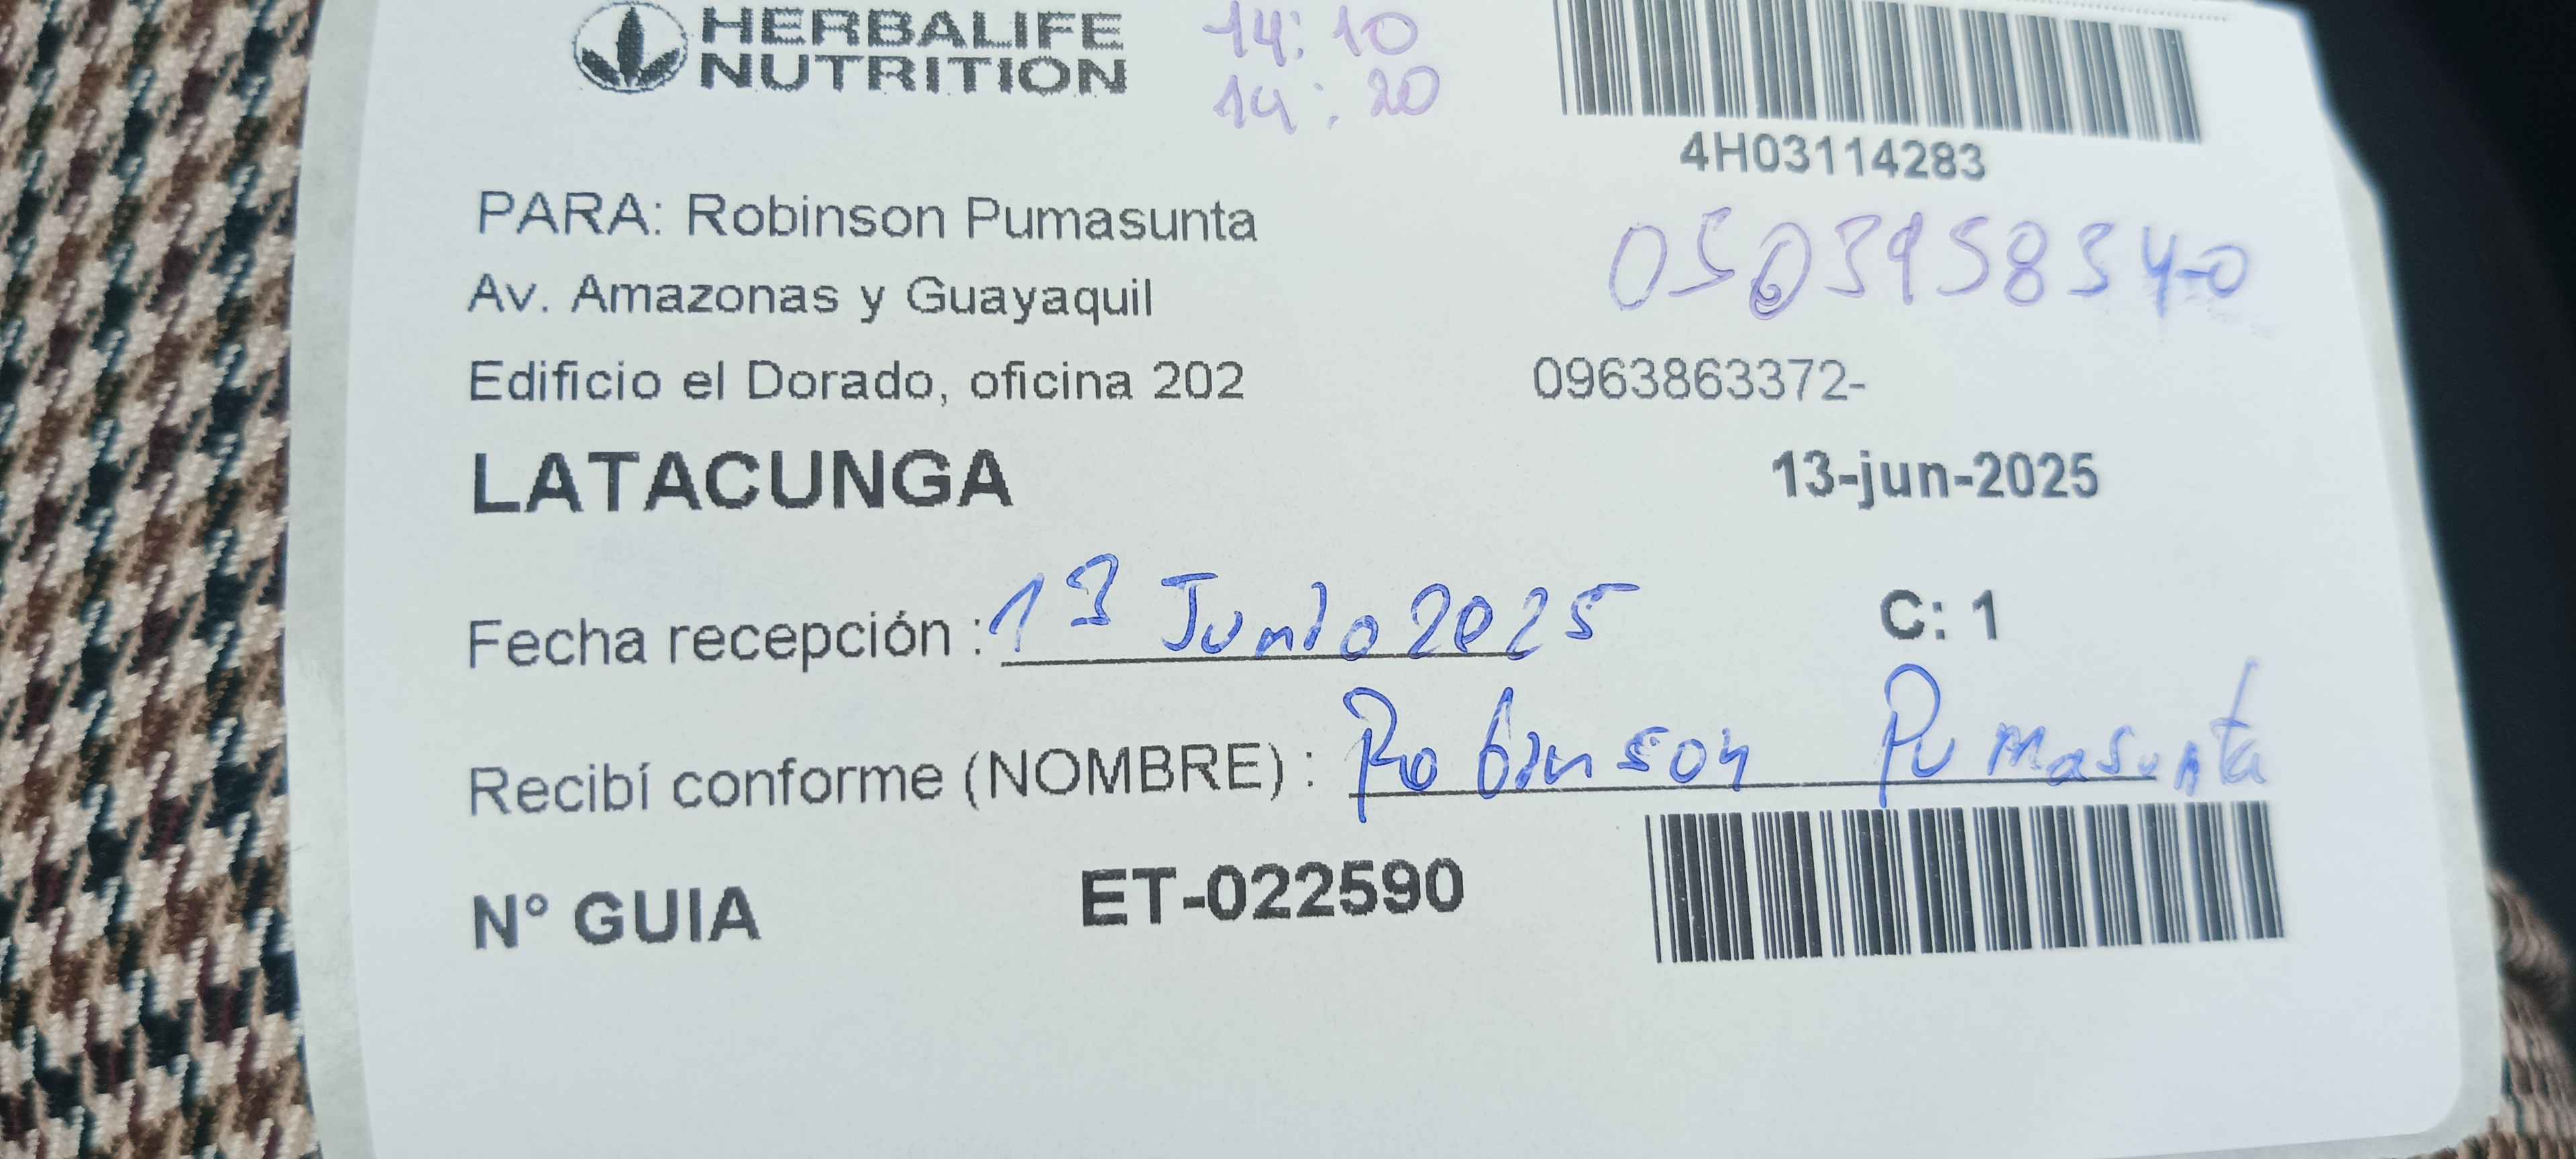 HERBALIFE
NUTRITION
14:10
14:20
4H03114283
PARA: Robinson Pumasunta
Av. Amazonas y Guayaquil
Edificio el Dorado, oficina 202
0963863372-
LATACUNGA
13-jun-2025
Fecha recepción : 13 Junio 2025
C: 1
Recibí conforme (NOMBRE) : Robinson Pumasunta
N° GUIA ET-022590